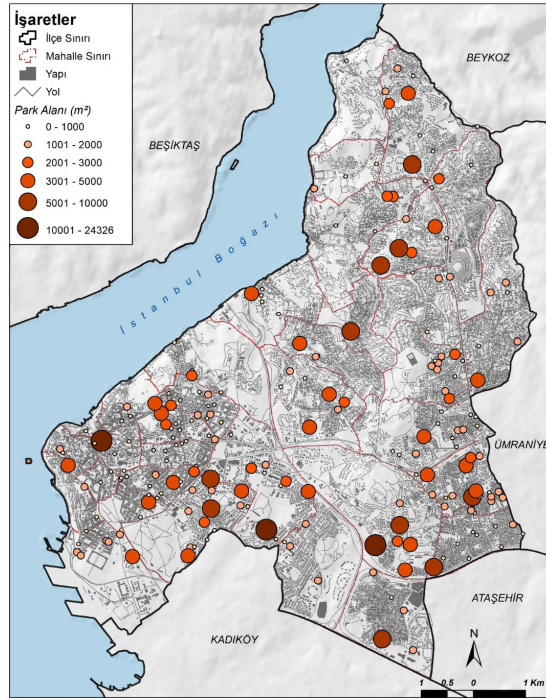 İşaretler
İlçe Sınırı
Mahalle Sınırı
Yapı
Yol
Park Alanı (m²)
0 - 1000
1001 - 2000
2001 - 3000
3001 - 5000
5001 - 10000
10001 - 24326
BEYKOZ
BEŞİKTAŞ
İstanbul Boğazı
ÜMRANİYE
ATAŞEHİR
KADIKÖY
N
1 0.5 0 1 Km